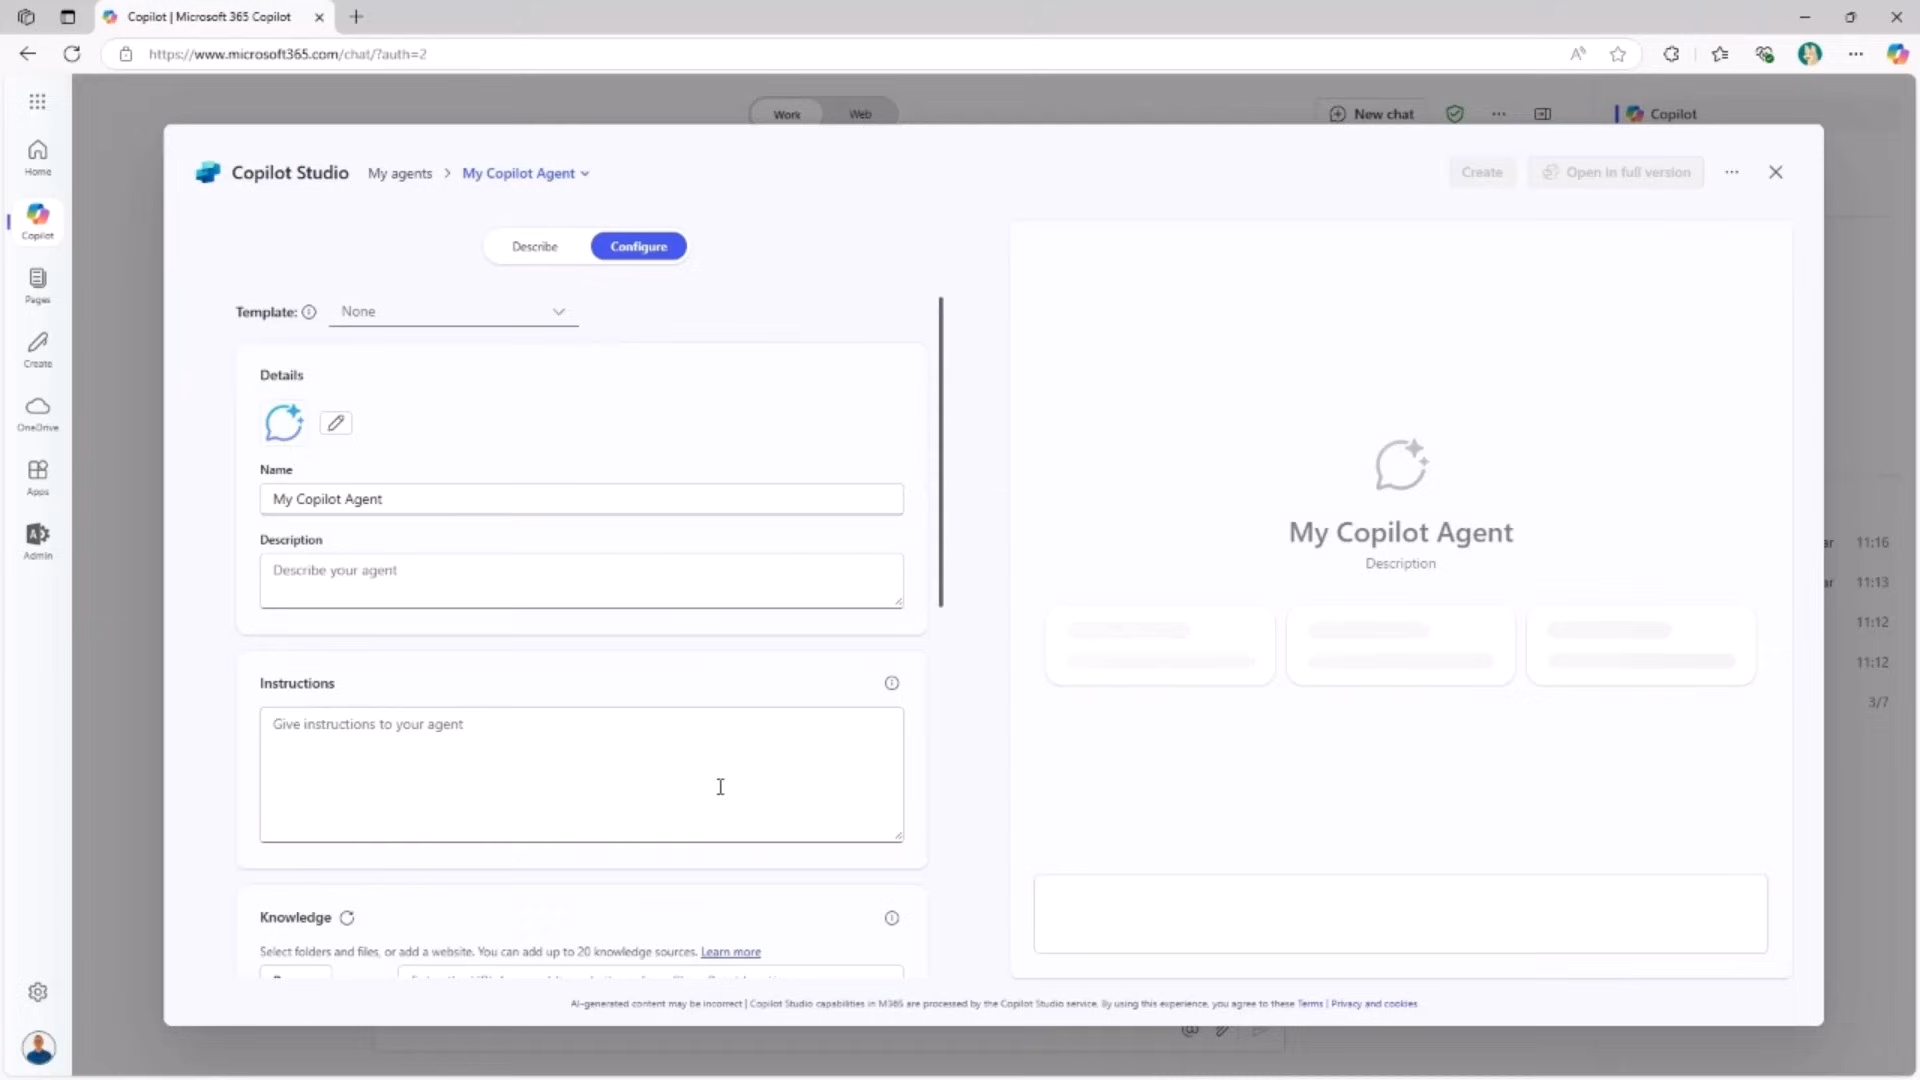 Copilot | Microsoft 365 Copilot
https://www.microsoft365.com/chat/?auth=2
Work
Web
New chat
Copilot
Home
Copilot
Pages
Create
OneDrive
Apps
Admin
Copilot Studio
My agents > My Copilot Agent
Create
Open in full version
Describe
Configure
Template:
None
Details
Name
My Copilot Agent
Description
Describe your agent
Instructions
Give instructions to your agent
Knowledge
Select folders and files, or add a website. You can add up to 20 knowledge sources. Learn more
My Copilot Agent
Description
ar 11:16
ar 11:13
11:12
11:12
3/7
AI-generated content may be incorrect | Copilot Studio capabilities in M365 are processed by the Copilot Studio service. By using this experience, you agree to these Terms | Privacy and cookies